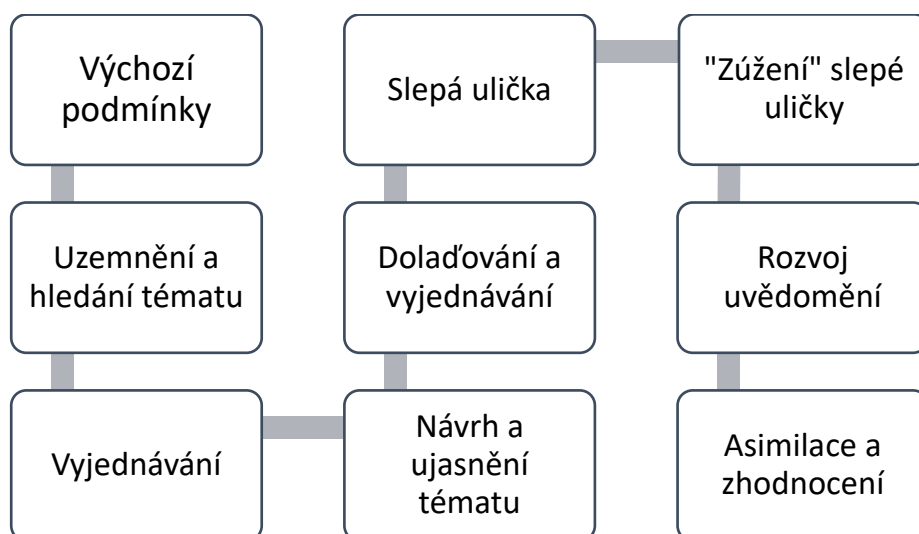 Výchozí
podmínky
Uzemnění a
hledání tématu
Vyjednávání
Návrh a
ujasnění
tématu
Dolaďování a
vyjednávání
Slepá ulička
"Zúžení" slepé
uličky
Rozvoj
uvědomění
Asimilace a
zhodnocení